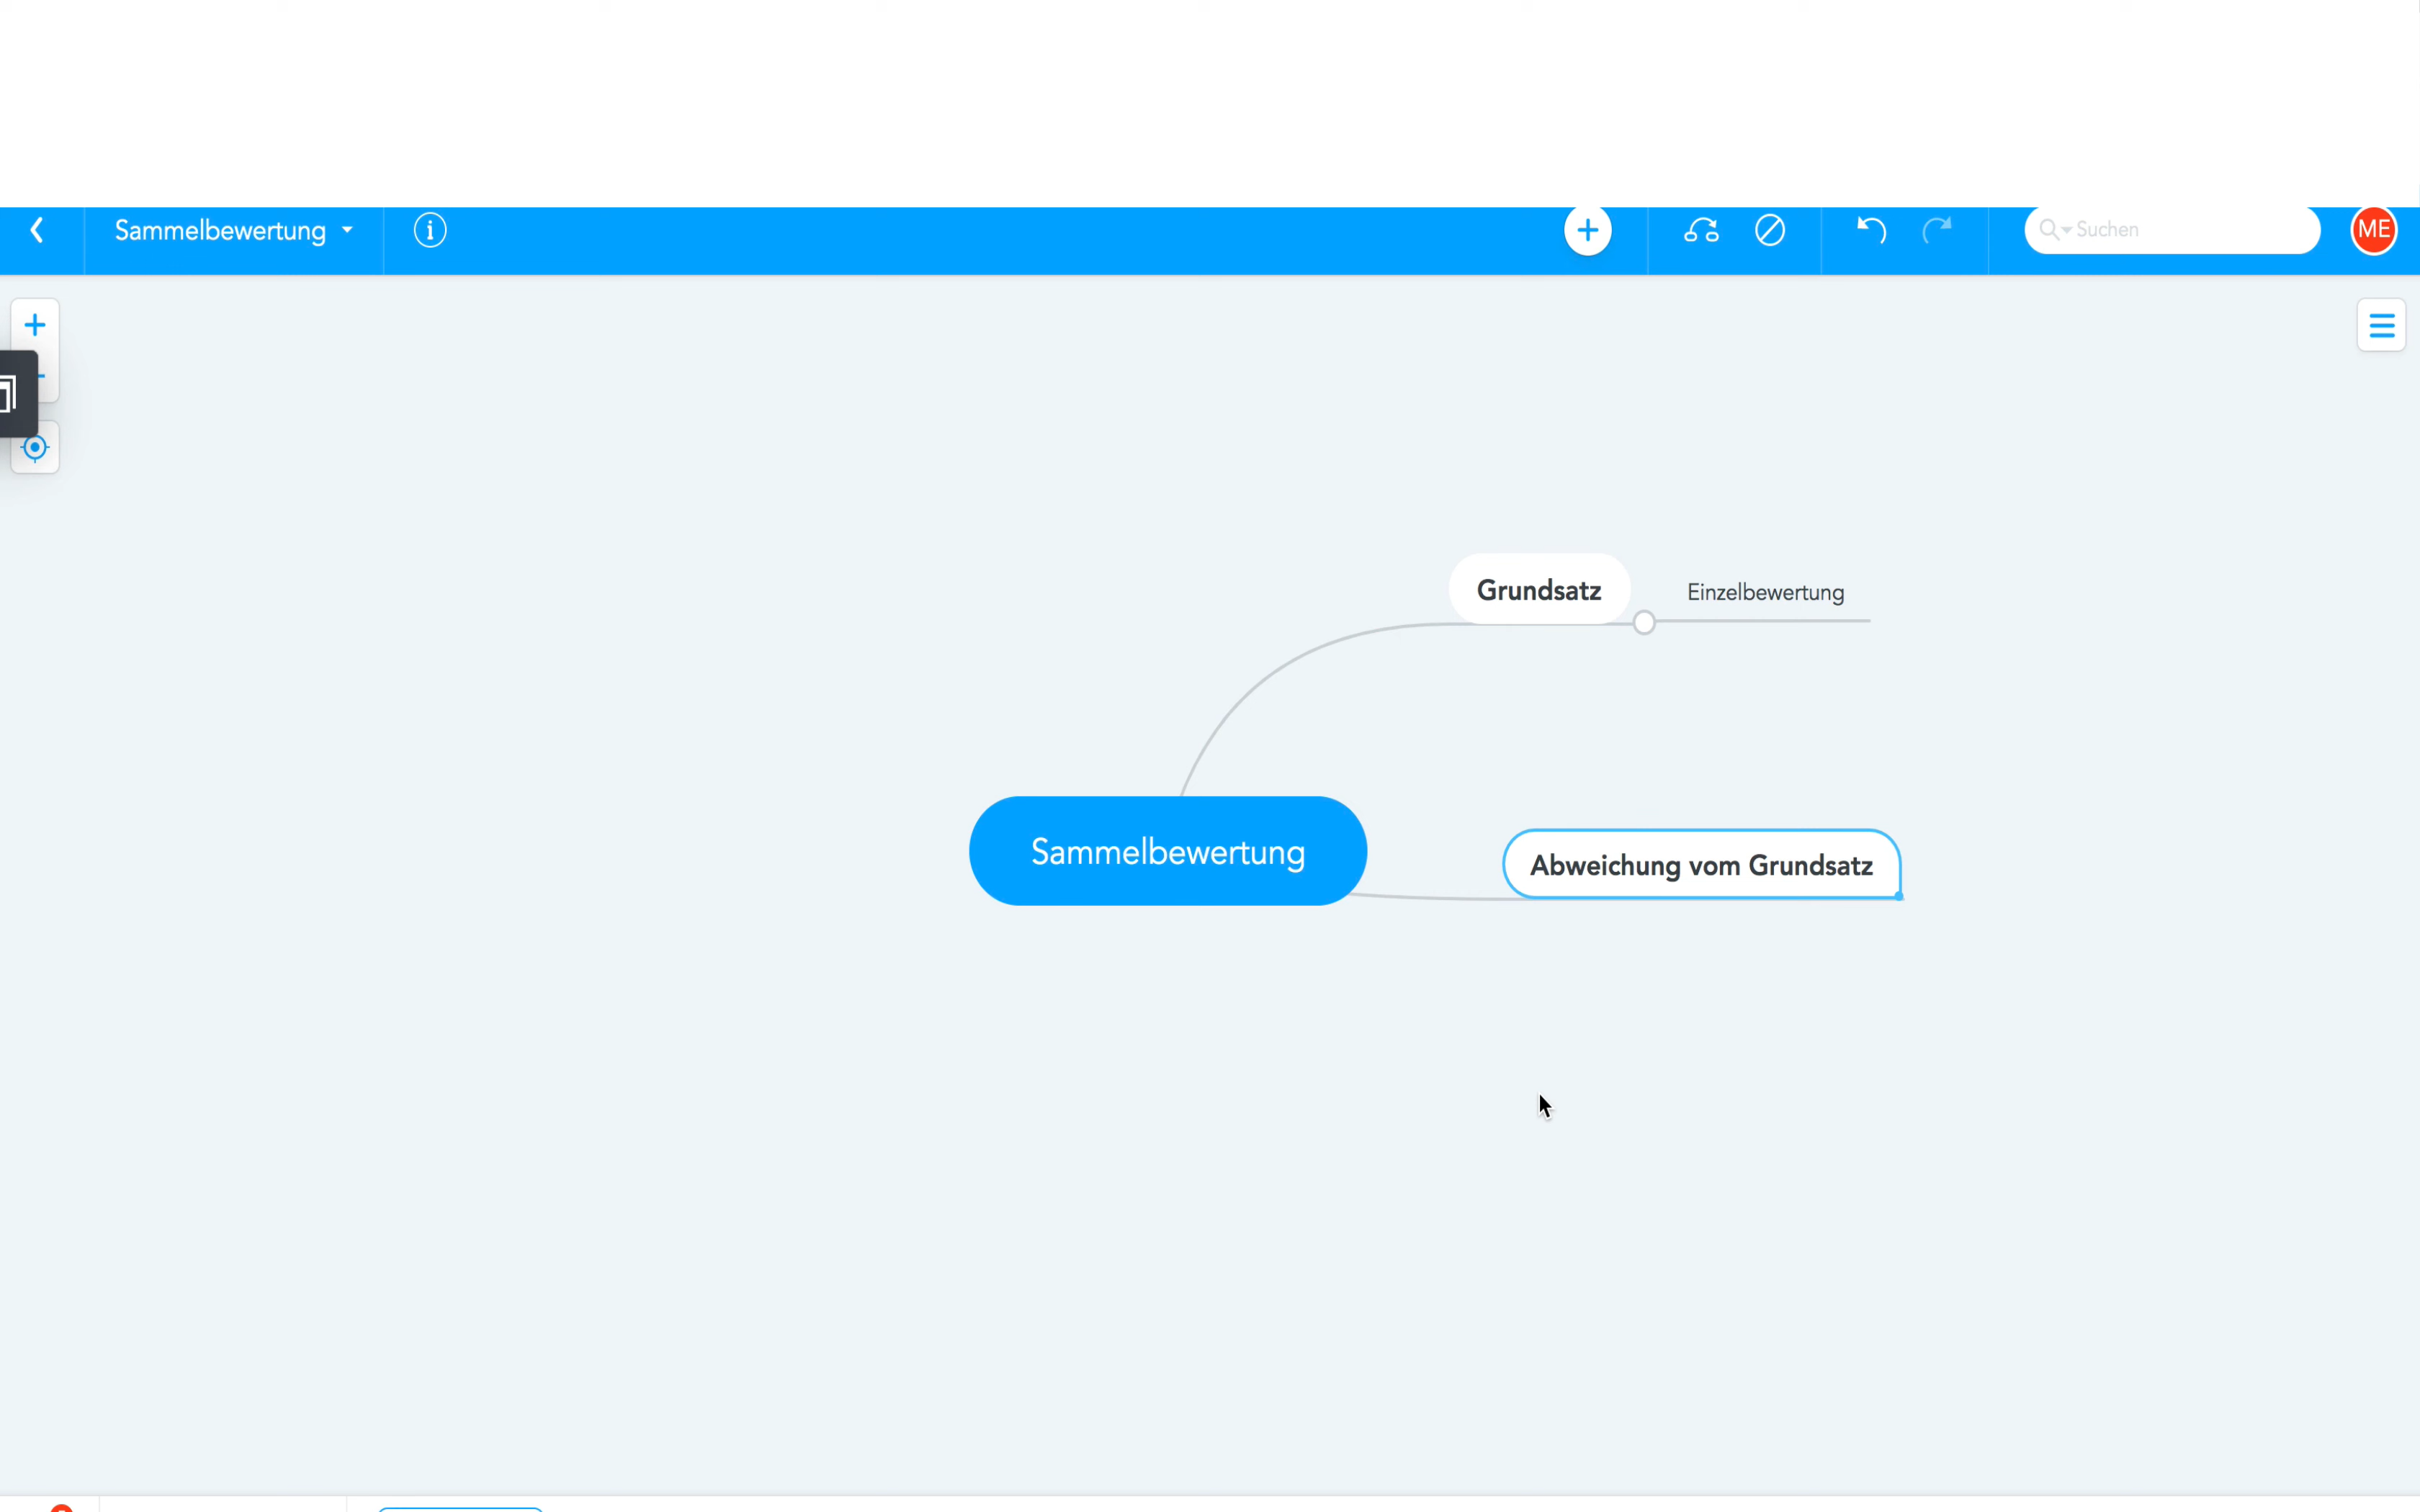 Sammelbewertung
Suchen
ME
Grundsatz
Einzelbewertung
Sammelbewertung
Abweichung vom Grundsatz